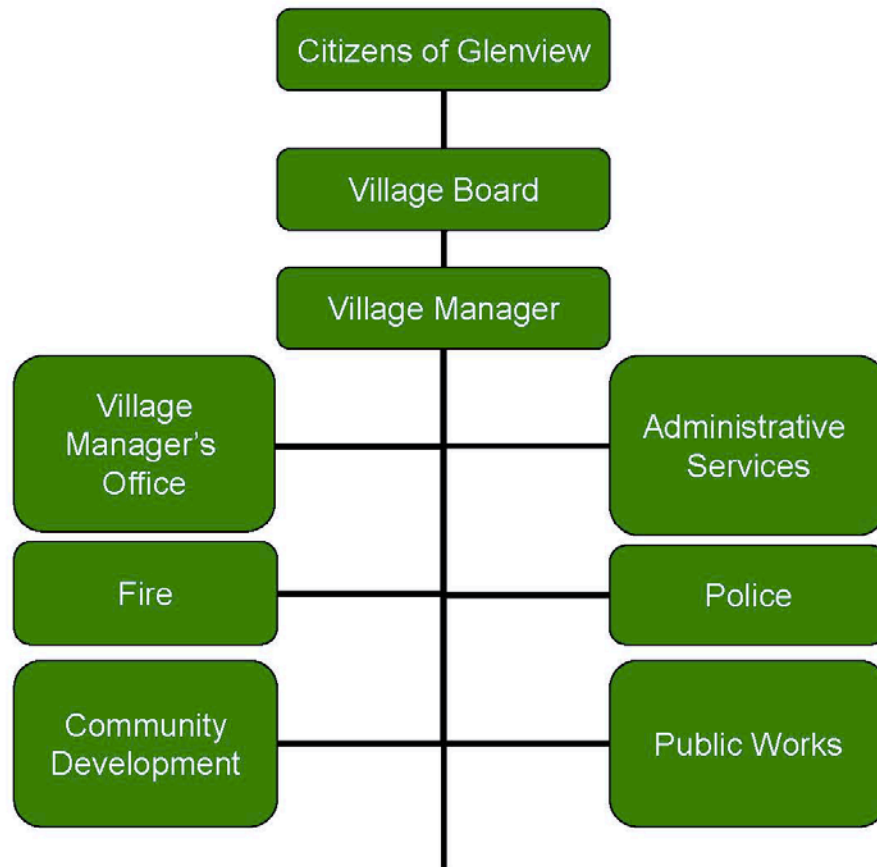 Citizens of Glenview
Village Board
Village Manager
Village
Manager's
Office
Administrative
Services
Fire
Police
Community
Development
Public Works